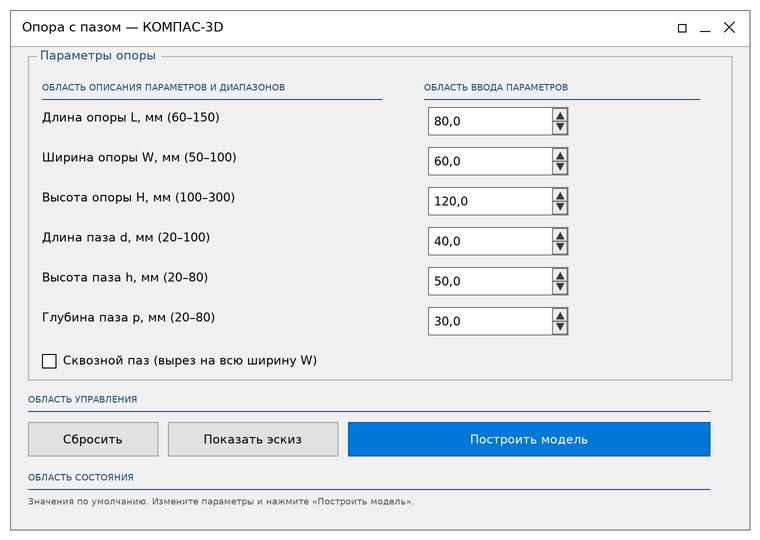 Опора с пазом — КОМПАС-3D
Параметры опоры
ОБЛАСТЬ ОПИСАНИЯ ПАРАМЕТРОВ И ДИАПАЗОНОВ ОБЛАСТЬ ВВОДА ПАРАМЕТРОВ
Длина опоры L, мм (60–150) 80,0
Ширина опоры W, мм (50–100) 60,0
Высота опоры H, мм (100–300) 120,0
Длина паза d, мм (20–100) 40,0
Высота паза h, мм (20–80) 50,0
Глубина паза p, мм (20–80) 30,0
Сквозной паз (вырез на всю ширину W)
ОБЛАСТЬ УПРАВЛЕНИЯ
Сбросить Показать эскиз Построить модель
ОБЛАСТЬ СОСТОЯНИЯ
Значения по умолчанию. Измените параметры и нажмите «Построить модель».